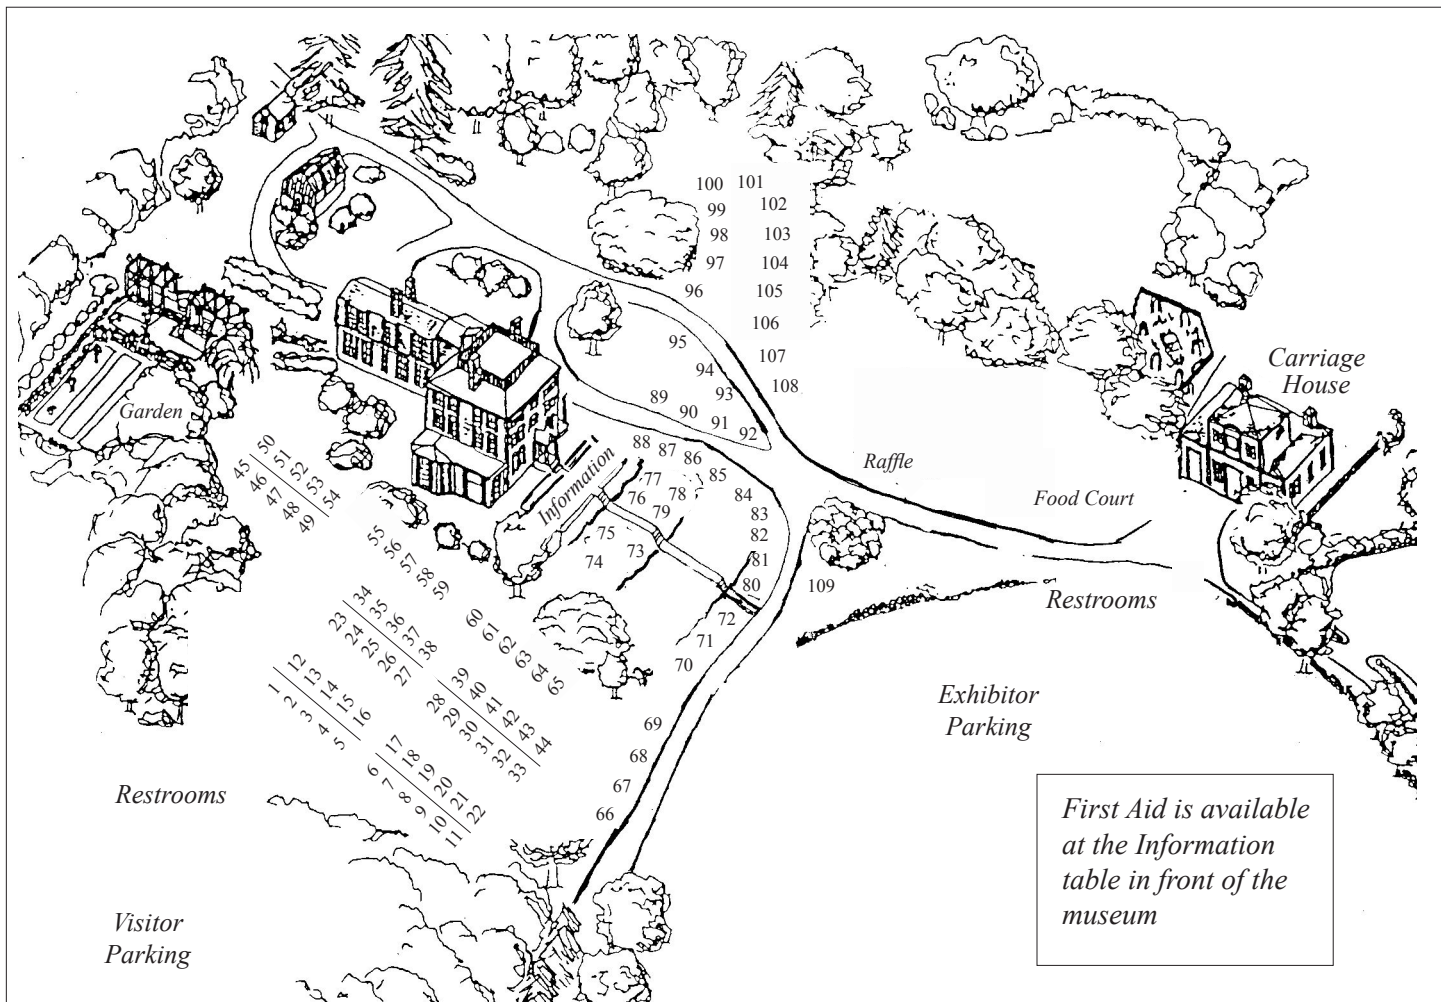 100 101
99 102
98 103
97 104
96 105
106
95 107
94 108
93
89 90 91 92
Carriage
House
Garden
Raffle
Food Court
Information
88 87 86 85
77 78 84
76 79 83
75 73 82
74 81
80
109
72
71
70
69
68
67
66
45 50
46 51
47 52
48 53
49 54
55
56
57
58
59
60
61
62
63
64
65
23 34
24 35
25 36
26 37
27 38
28 39
29 40
30 41
31 42
32 43
33 44
1 12
2 13
3 14
4 15
5 16
6 17
7 18
8 19
9 20
10 21
11 22
Restrooms
Exhibitor
Parking
Restrooms
Visitor
Parking
First Aid is available
at the Information
table in front of the
museum